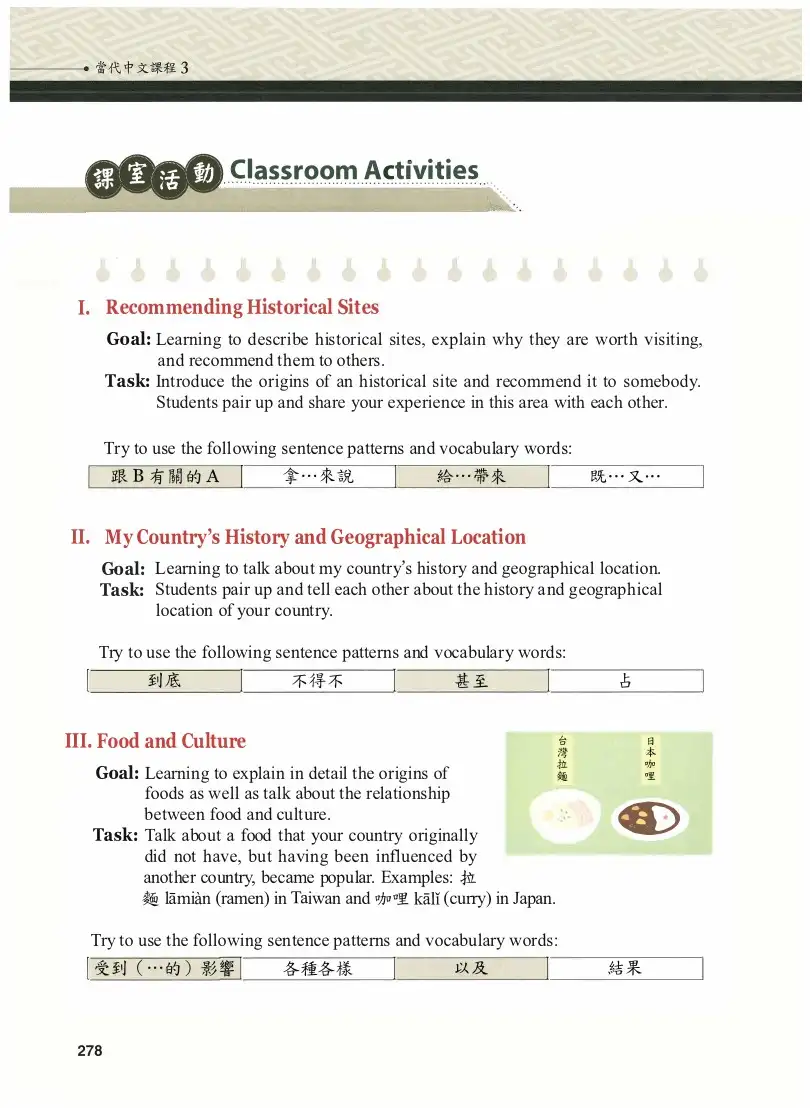 當代中文課程 3
課室活動 Classroom Activities
I. Recommending Historical Sites
Goal: Learning to describe historical sites, explain why they are worth visiting,
and recommend them to others.
Task: Introduce the origins of an historical site and recommend it to somebody.
Students pair up and share your experience in this area with each other.
Try to use the following sentence patterns and vocabulary words:
跟 B 有關的 A 拿…來說 給…帶來 既…又…
II. My Country’s History and Geographical Location
Goal: Learning to talk about my country’s history and geographical location.
Task: Students pair up and tell each other about the history and geographical
location of your country.
Try to use the following sentence patterns and vocabulary words:
到底 不得不 甚至 占
III. Food and Culture
Goal: Learning to explain in detail the origins of
foods as well as talk about the relationship
between food and culture.
Task: Talk about a food that your country originally
did not have, but having been influenced by
another country, became popular. Examples: 拉
麵 lāmiàn (ramen) in Taiwan and 咖哩 kālǐ (curry) in Japan.
台灣拉麵
日本咖哩
Try to use the following sentence patterns and vocabulary words:
受到（…的）影響 各種各樣 以及 結果
278